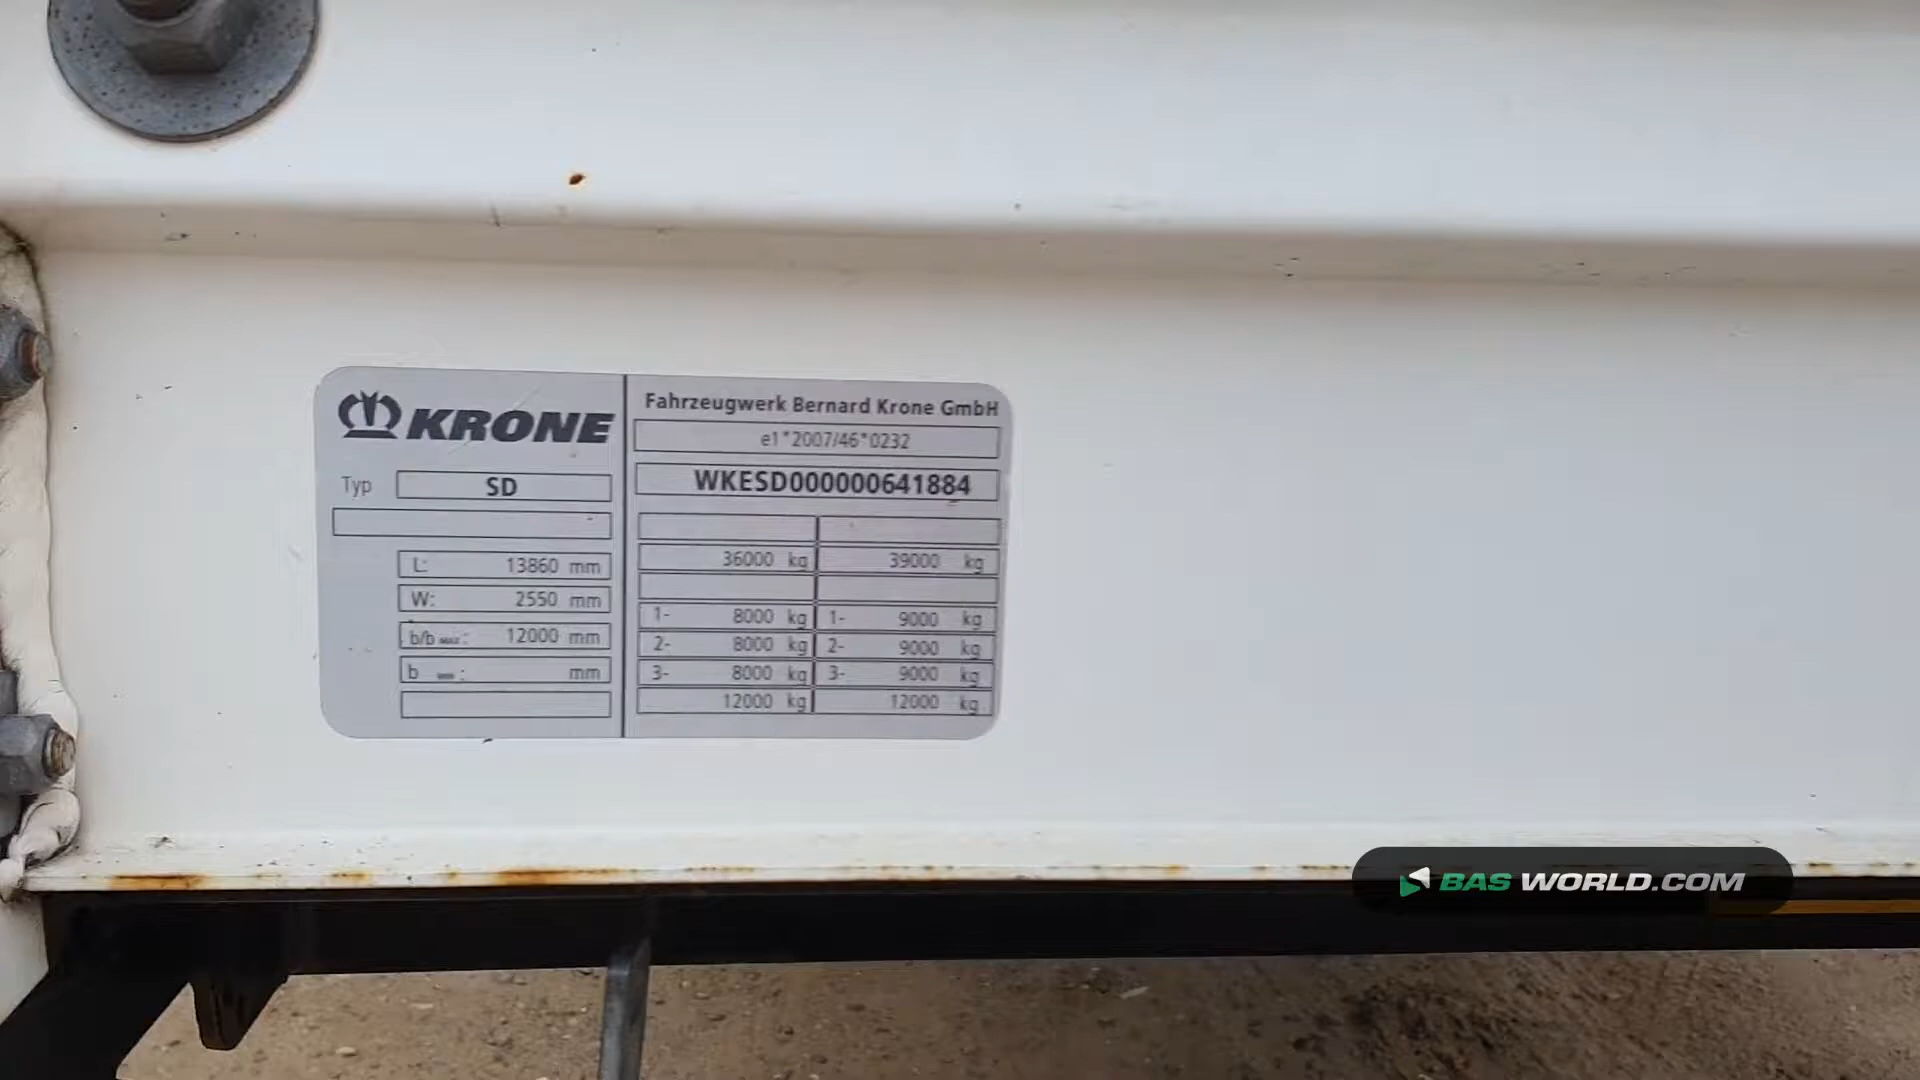 KRONE
Typ SD
L: 13860 mm
W: 2550 mm
b/b MAX: 12000 mm
b : mm
Fahrzeugwerk Bernard Krone GmbH
e1*2007/46*0232
WKESD000000641884
36000 kg 39000 kg
1- 8000 kg 1- 9000 kg
2- 8000 kg 2- 9000 kg
3- 8000 kg 3- 9000 kg
12000 kg 12000 kg
BAS WORLD.COM